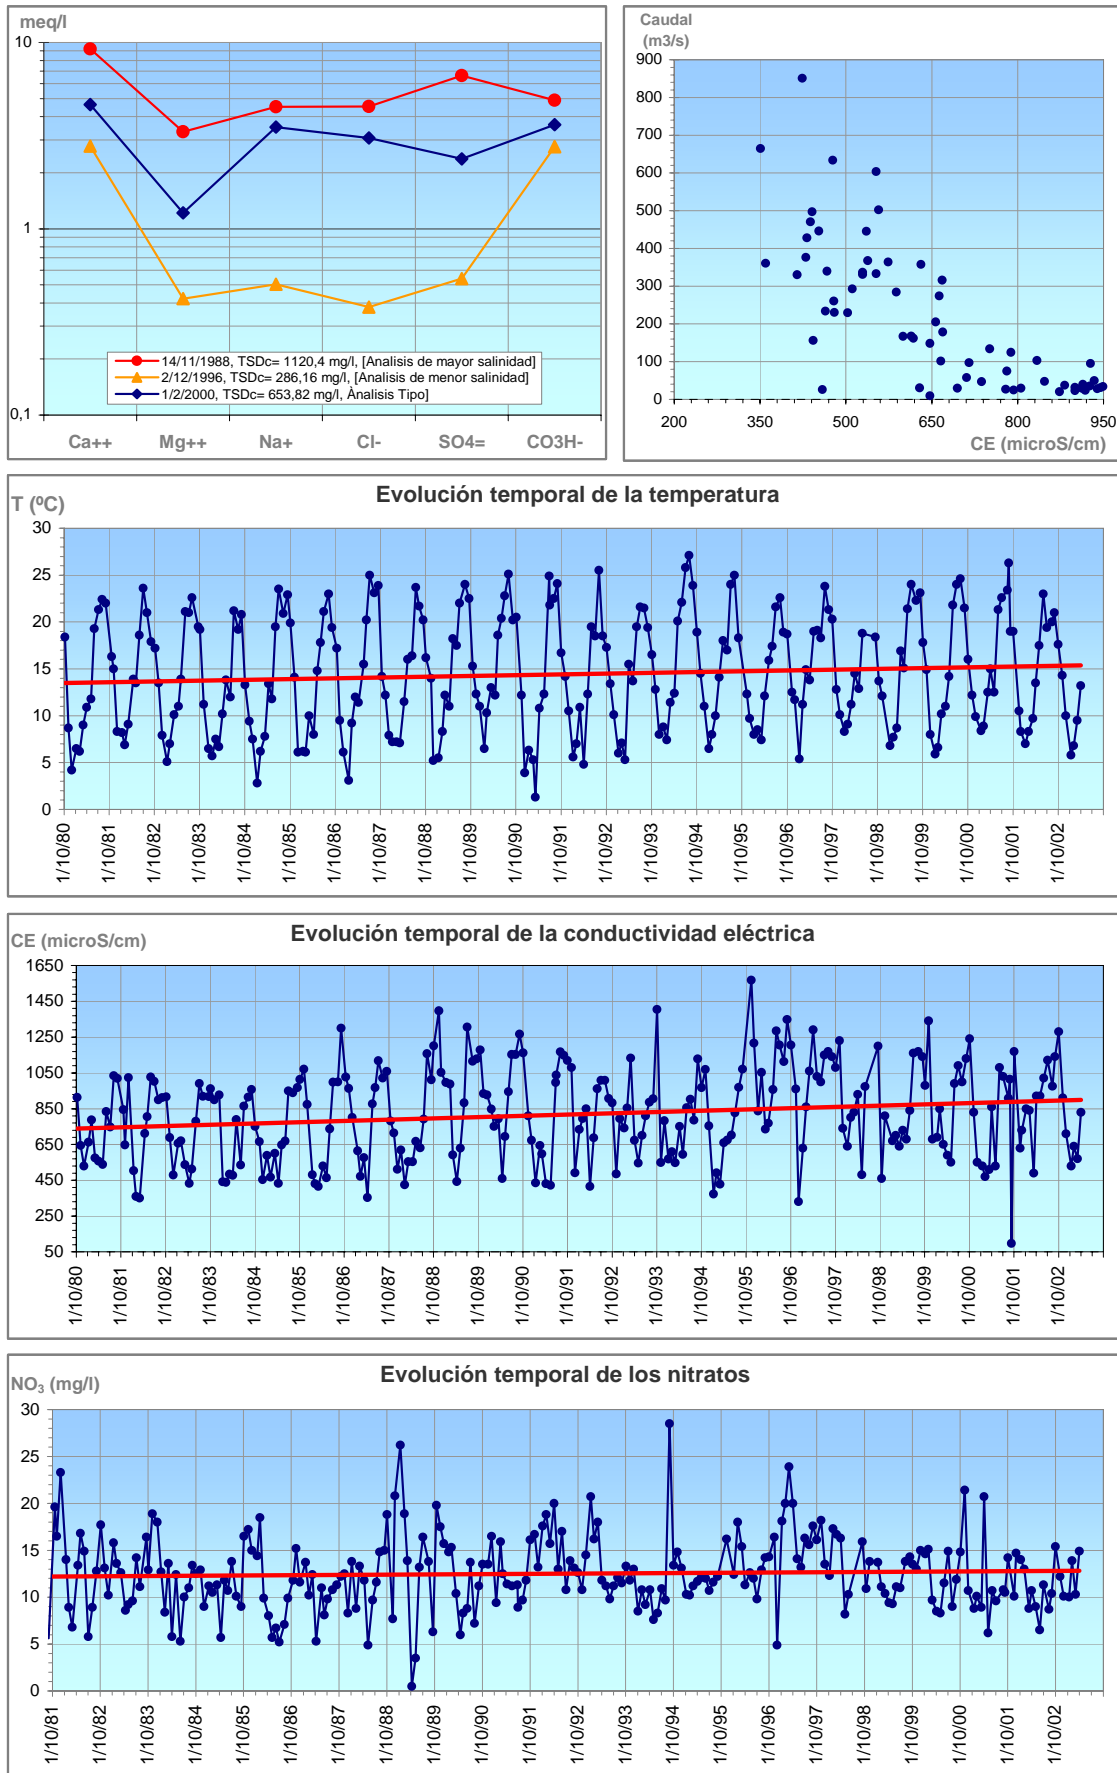 meq/l
10
1
0,1
14/11/1988, TSDc= 1120,4 mg/l, [Analisis de mayor salinidad]
2/12/1996, TSDc= 286,16 mg/l, [Analisis de menor salinidad]
1/2/2000, TSDc= 653,82 mg/l, Ànalisis Tipo]
Ca++ Mg++ Na+ Cl- SO4= CO3H-
Caudal
(m3/s)
900
800
700
600
500
400
300
200
100
0
200 350 500 650 800 950
CE (microS/cm)
Evolución temporal de la temperatura
T (ºC)
30
25
20
15
10
5
0
1/10/80 1/10/81 1/10/82 1/10/83 1/10/84 1/10/85 1/10/86 1/10/87 1/10/88 1/10/89 1/10/90 1/10/91 1/10/92 1/10/93 1/10/94 1/10/95 1/10/96 1/10/97 1/10/98 1/10/99 1/10/00 1/10/01 1/10/02
Evolución temporal de la conductividad eléctrica
CE (microS/cm)
1650
1450
1250
1050
850
650
450
250
50
1/10/80 1/10/81 1/10/82 1/10/83 1/10/84 1/10/85 1/10/86 1/10/87 1/10/88 1/10/89 1/10/90 1/10/91 1/10/92 1/10/93 1/10/94 1/10/95 1/10/96 1/10/97 1/10/98 1/10/99 1/10/00 1/10/01 1/10/02
Evolución temporal de los nitratos
NO₃ (mg/l)
30
25
20
15
10
5
0
1/10/81 1/10/82 1/10/83 1/10/84 1/10/85 1/10/86 1/10/87 1/10/88 1/10/89 1/10/90 1/10/91 1/10/92 1/10/93 1/10/94 1/10/95 1/10/96 1/10/97 1/10/98 1/10/99 1/10/00 1/10/01 1/10/02